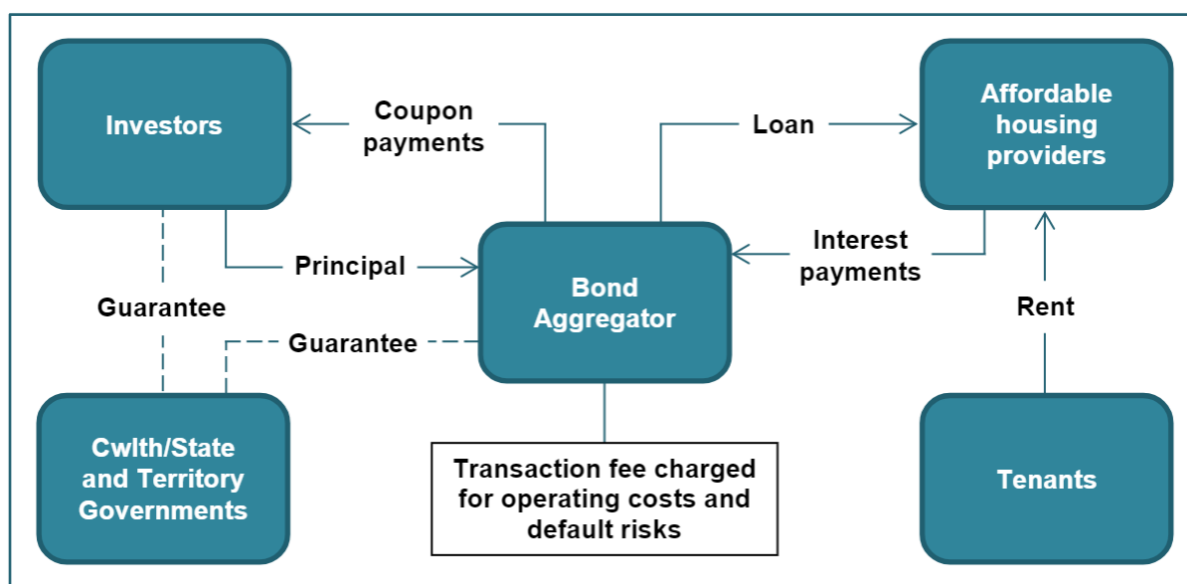 Investors
Coupon
payments
Loan
Affordable
housing
providers
Principal
Bond
Aggregator
Interest
payments
Guarantee
Guarantee
Rent
Cwlth/State
and Territory
Governments
Transaction fee charged
for operating costs and
default risks
Tenants